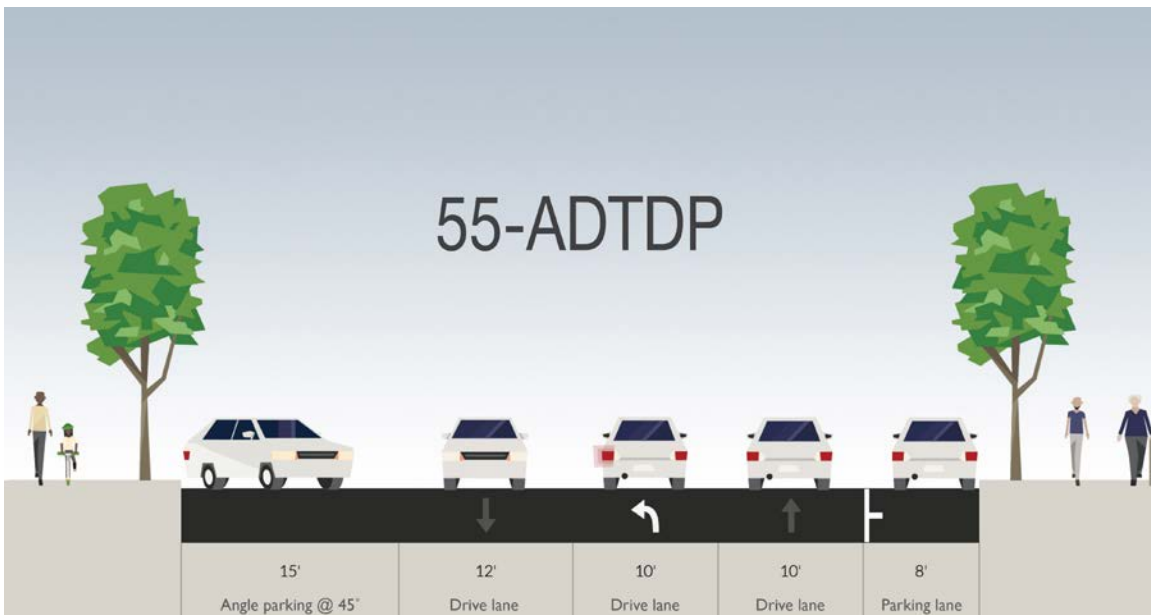 55-ADTDP
15' 12' 10' 10' 8'
Angle parking @ 45° Drive lane Drive lane Drive lane Parking lane